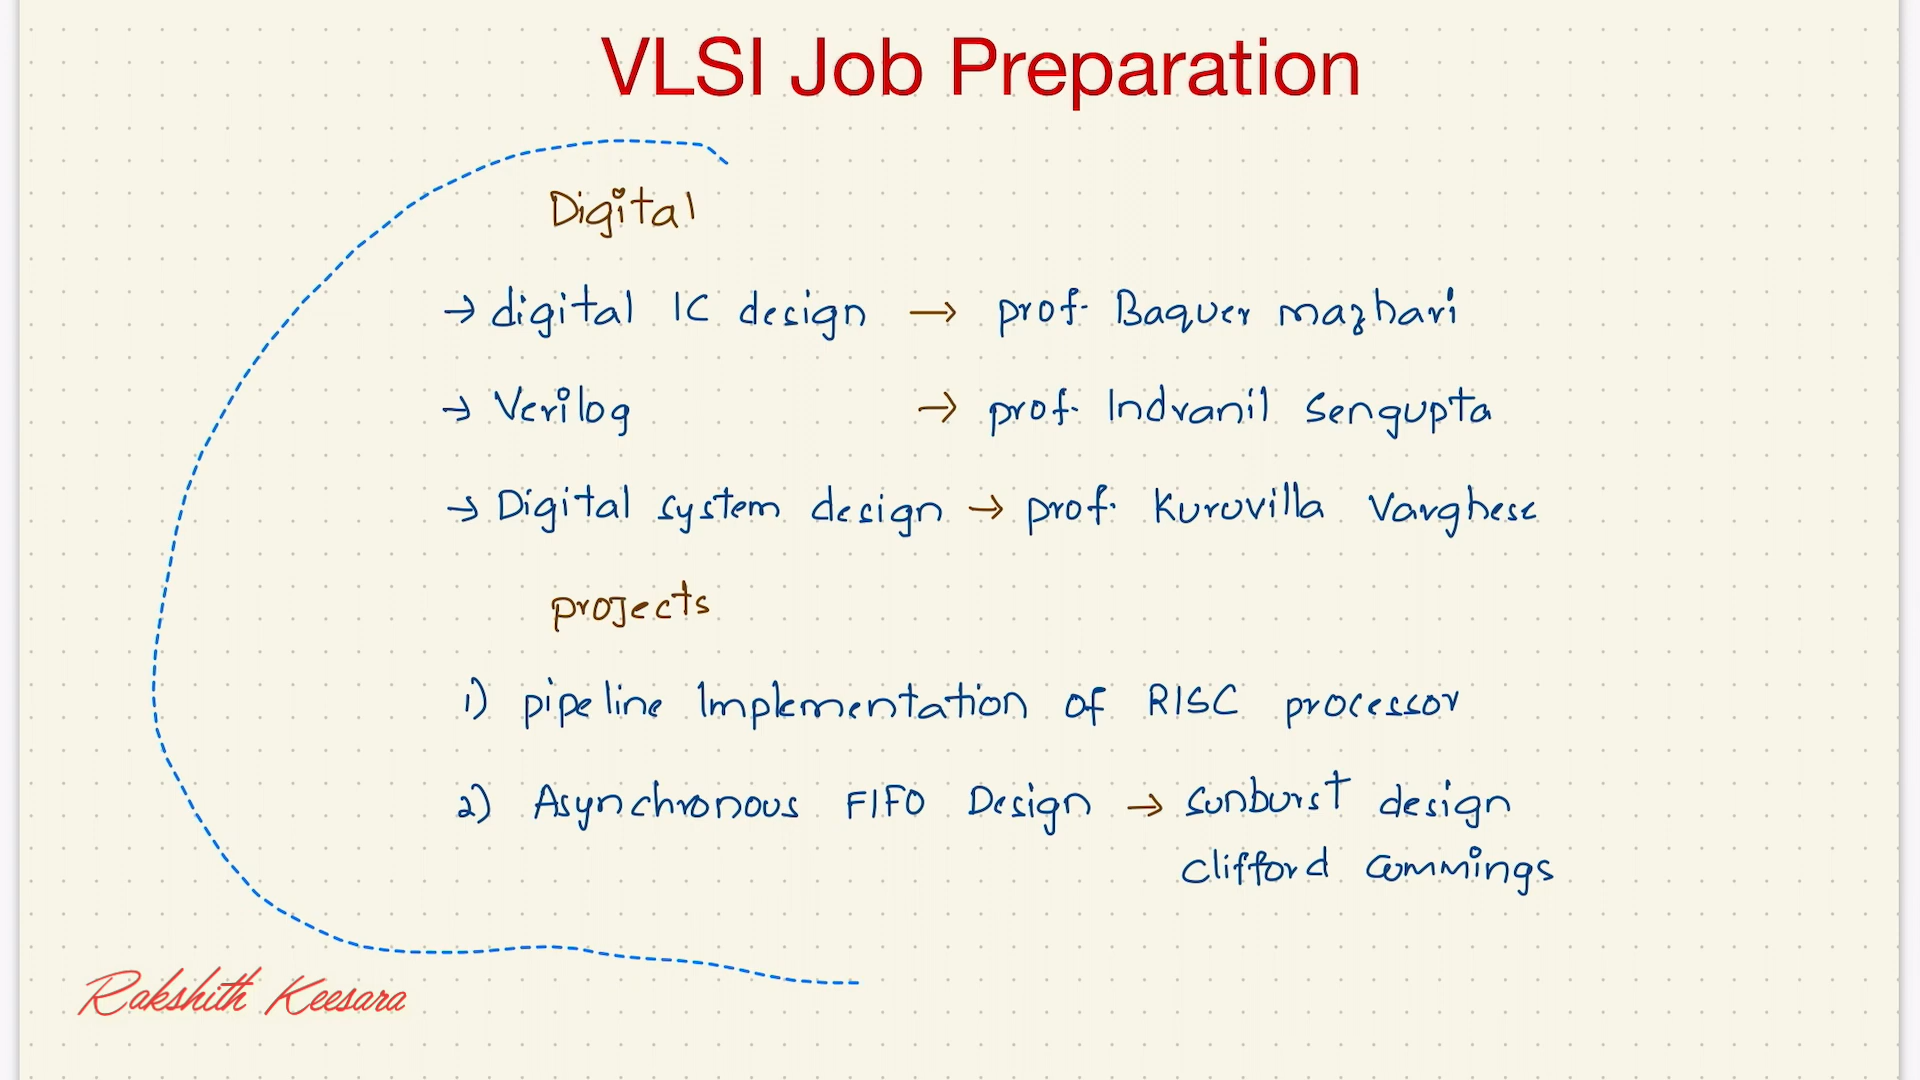 VLSI Job Preparation
Digital
→ digital IC design → prof. Baquer mazhari
→ Verilog → prof. Indranil Sengupta
→ Digital system design → prof. Kuruvilla Varghese
projects
1) pipeline Implementation of RISC processor
2) Asynchronous FIFO Design → sunburst design
Clifford Cummings
Rakshith Keesara